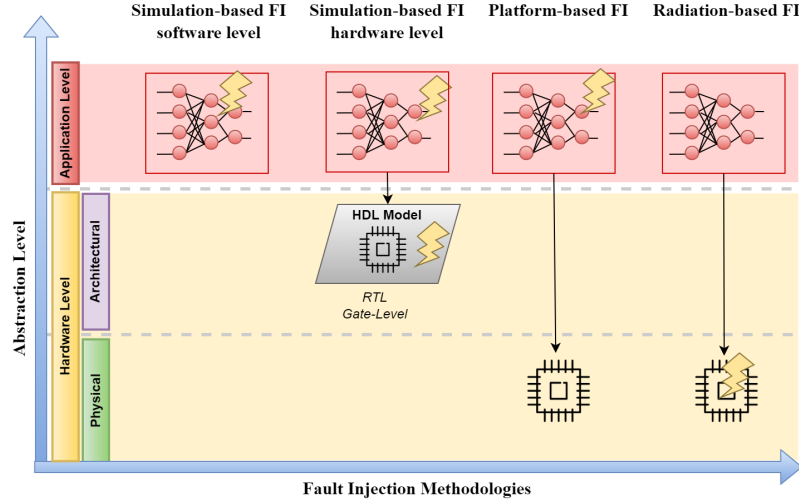 Simulation-based FI
software level
Simulation-based FI
hardware level
Platform-based FI
Radiation-based FI
Application Level
HDL Model
RTL
Gate-Level
Abstraction Level
Hardware Level
Architectural
Physical
Fault Injection Methodologies